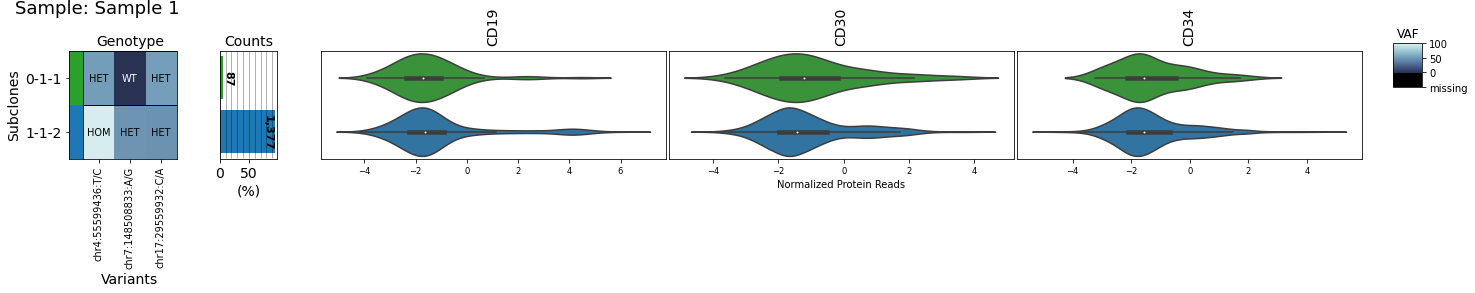 Sample: Sample 1
Genotype
Counts
CD19
CD30
CD34
VAF
Subclones
0-1-1
HET WT HET
87
1-1-2
HOM HET HET
1,377
100
50
0
missing
0 50
(%)
−4 −2 0 2 4 6
−4 −2 0 2 4
−4 −2 0 2 4
Normalized Protein Reads
chr4:55599436:T/C
chr7:148508833:A/G
chr17:29559932:C/A
Variants